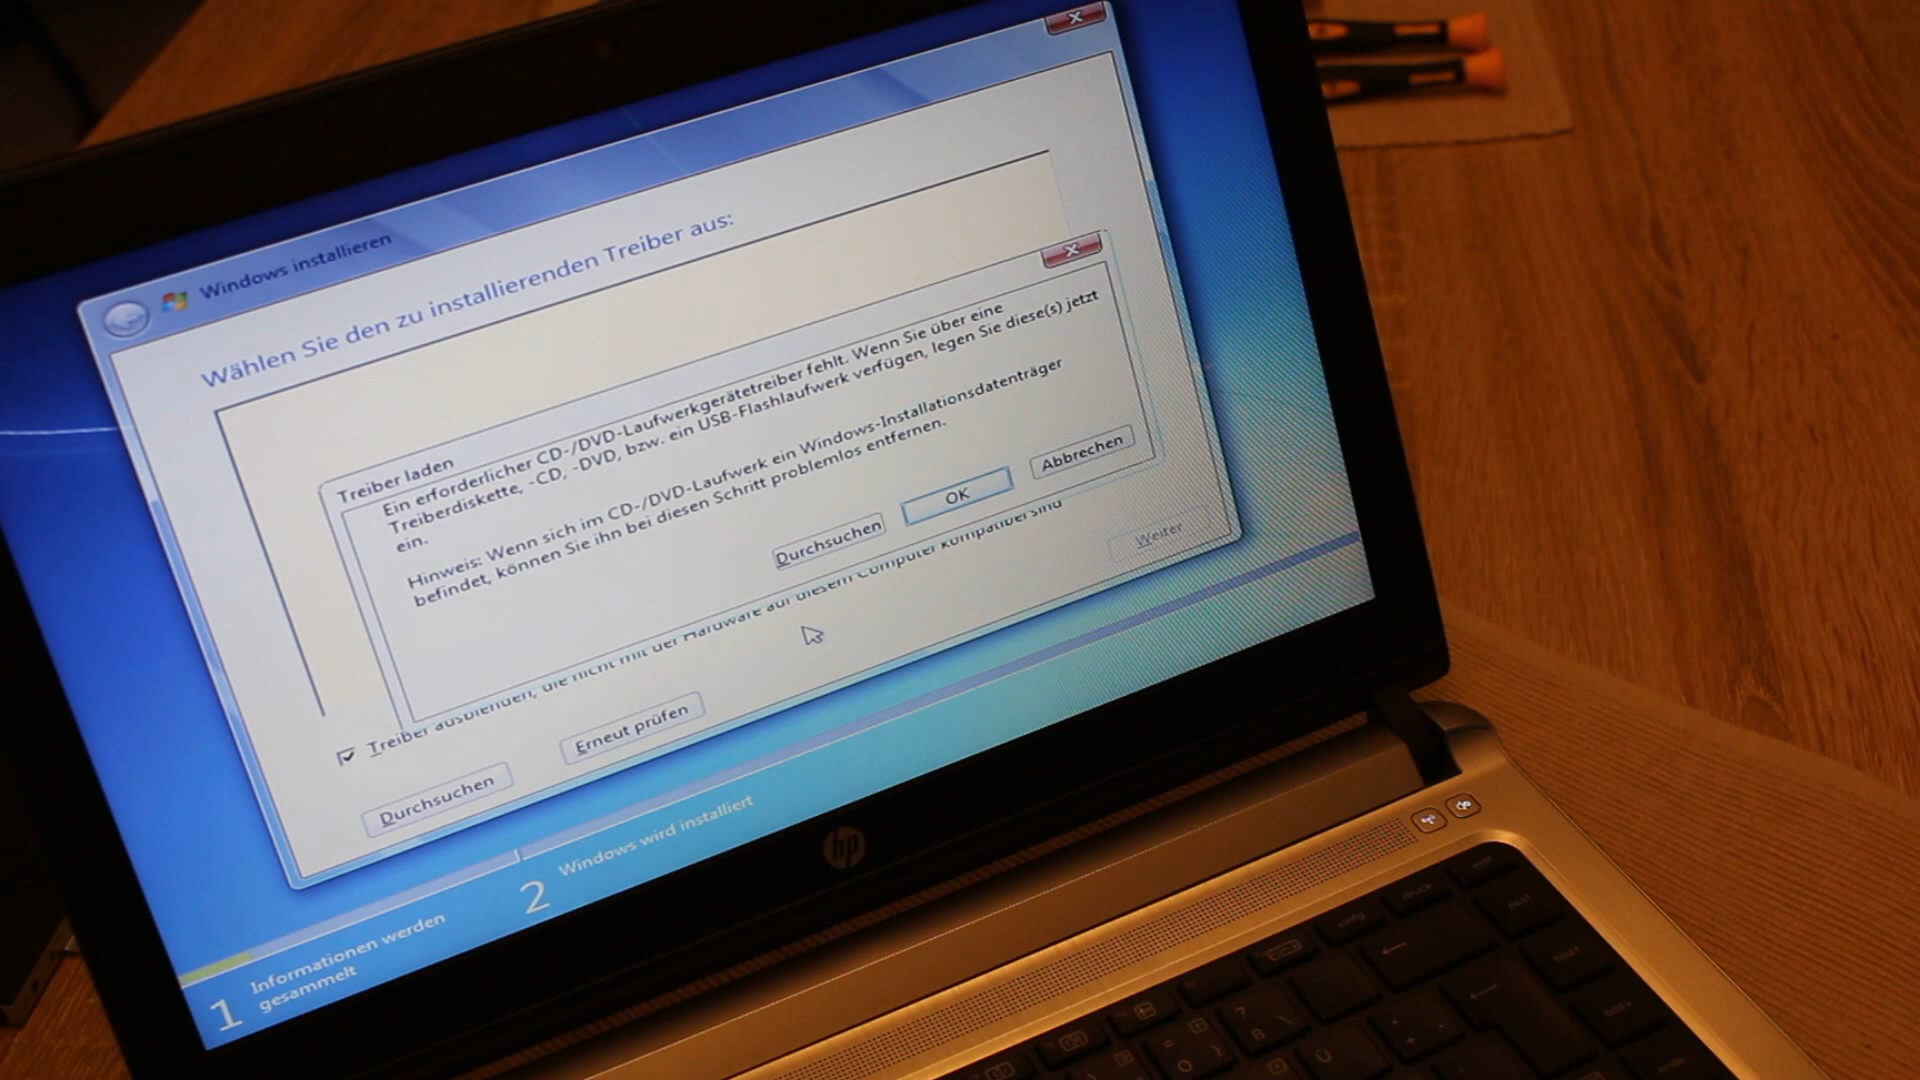 Windows installieren
Wählen Sie den zu installierenden Treiber aus:
Treiber laden
Ein erforderlicher CD-/DVD-Laufwerkgerätetreiber fehlt. Wenn Sie über eine
Treiberdiskette, -CD, -DVD, bzw. ein USB-Flashlaufwerk verfügen, legen Sie diese(s) jetzt
ein.
Hinweis: Wenn sich im CD-/DVD-Laufwerk ein Windows-Installationsdatenträger
befindet, können Sie ihn bei diesen Schritt problemlos entfernen.
Durchsuchen
OK
Abbrechen
Treiber ausblenden, die nicht mit der Hardware auf diesem Computer kompatibel sind
Durchsuchen
Erneut prüfen
Weiter
1 Informationen werden
gesammelt
2 Windows wird installiert
hp